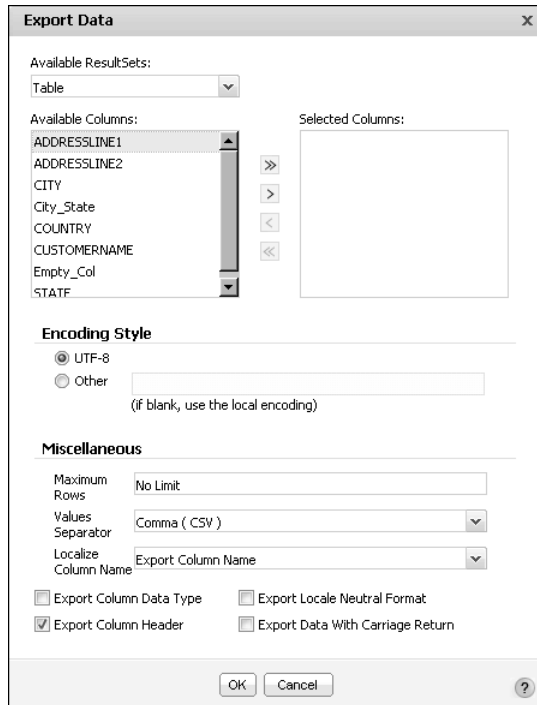 Export Data
x
Available ResultSets:
Table
Available Columns:
Selected Columns:
ADDRESSLINE1
ADDRESSLINE2
CITY
City_State
COUNTRY
CUSTOMERNAME
Empty_Col
STATE
Encoding Style
UTF-8
Other
(if blank, use the local encoding)
Miscellaneous
Maximum
Rows
No Limit
Values
Separator
Comma ( CSV )
Localize
Column Name
Export Column Name
Export Column Data Type
Export Locale Neutral Format
Export Column Header
Export Data With Carriage Return
OK
Cancel
?